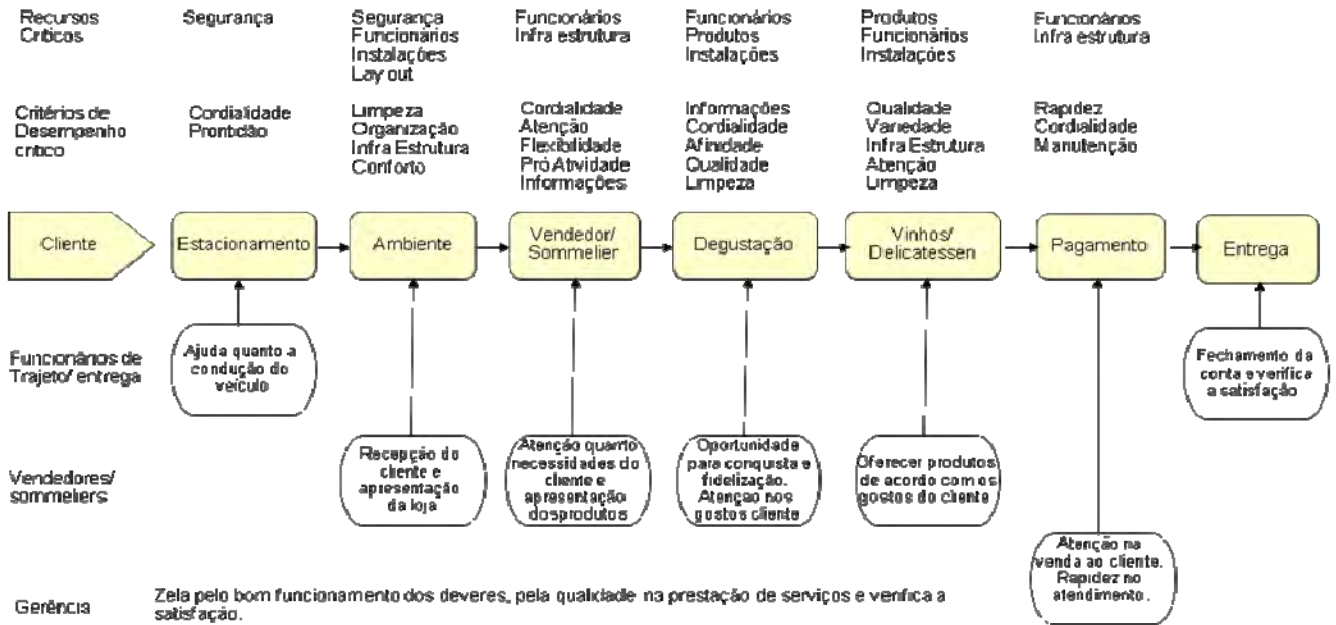 Recursos
Críticos
Segurança
Segurança
Funcionários
Instalações
Lay out
Funcionários
Infra estrutura
Funcionários
Produtos
Instalações
Produtos
Funcionários
Instalações
Funcionários
Infra estrutura
Critérios de
Desempenho
crítico
Cordialidade
Prontidão
Limpeza
Organização
Infra Estrutura
Conforto
Cordialidade
Atenção
Flexibilidade
Pró Atividade
Informações
Informações
Cordialidade
Afinidade
Qualidade
Limpeza
Qualidade
Variedade
Infra Estrutura
Atenção
Limpeza
Rapidez
Cordialidade
Manutenção
Cliente
Estacionamento
Ambiente
Vendedor/
Sommelier
Degustação
Vinhos/
Delicatessen
Pagamento
Entrega
Funcionários de
Trajeto/ entrega
Ajuda quanto a
condução do
veículo
Fechamento da
conta e verifica
a satisfação
Vendedores/
sommeliers
Recepção do
cliente e
apresentação
da loja
Atenção quanto
necessidades do
cliente e
apresentação
dosprodutos
Oportunidade
para conquista e
fidelização.
Atenção nos
gostos cliente
Oferecer produtos
de acordo com os
gostos do cliente
Atenção na
venda ao cliente.
Rapidez no
atendimento.
Gerência
Zela pelo bom funcionamento dos deveres, pela qualidade na prestação de serviços e verifica a
satisfação.